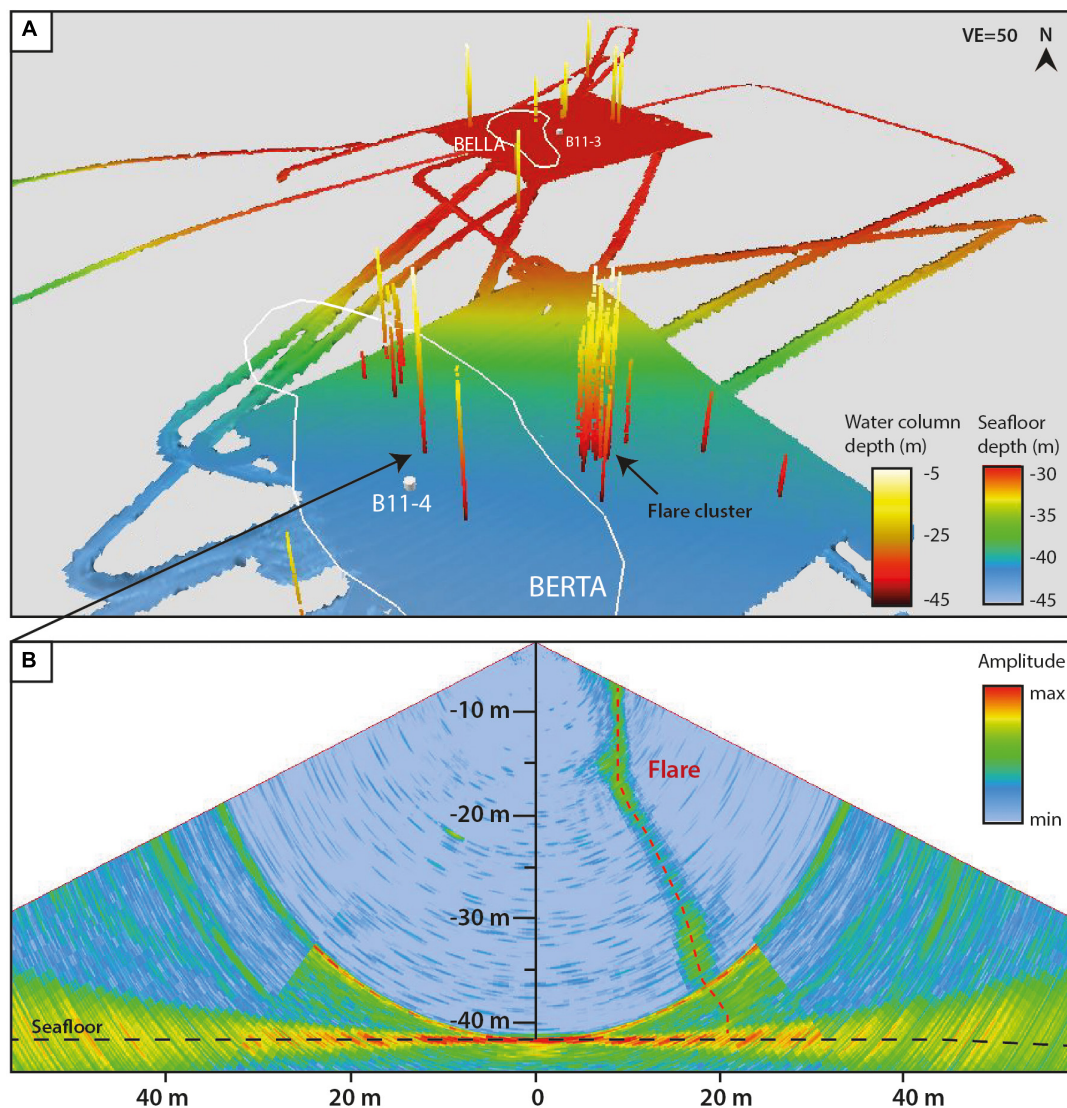 A
VE=50
N
BELLA
B11-3
Water column
depth (m)
-5
-25
-45
Seafloor
depth (m)
-30
-35
-40
-45
B11-4
Flare cluster
BERTA
B
Amplitude
max
min
-10 m
-20 m
-30 m
-40 m
Flare
Seafloor
40 m
20 m
0
20 m
40 m